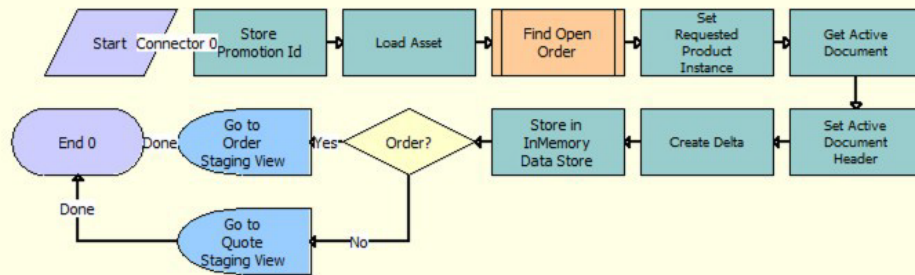 Start
Connector 0
Store
Promotion Id
Load Asset
Find Open
Order
Set
Requested
Product
Instance
Get Active
Document
Set Active
Document
Header
Create Delta
Store in
InMemory
Data Store
Order?
Yes
Go to
Order
Staging View
Done
End 0
No
Go to
Quote
Staging View
Done